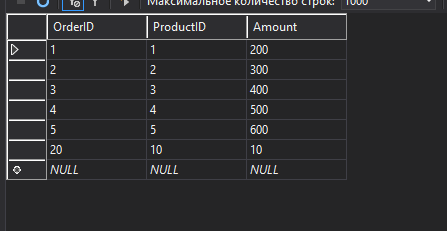 Максимальное количество строк: 1000
OrderID ProductID Amount
1 1 200
2 2 300
3 3 400
4 4 500
5 5 600
20 10 10
NULL NULL NULL